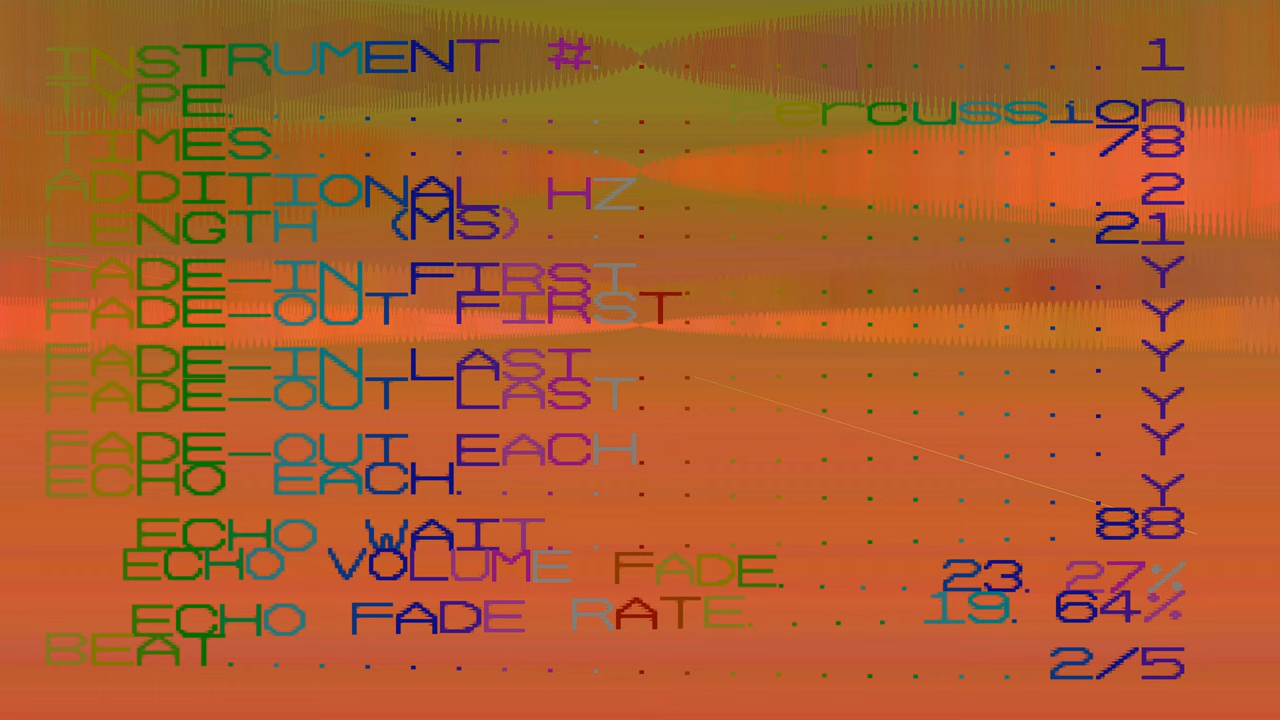 INSTRUMENT #. . . . . . . . . . . . 1
TYPE. . . . . . . . . . . Percussion
TIMES. . . . . . . . . . . . . . . . . . 78
ADDITIONAL HZ. . . . . . . . . . . 2
LENGTH (MS). . . . . . . . . . . . . 21
FADE-IN FIRST. . . . . . . . . . . Y
FADE-OUT FIRST. . . . . . . . . . Y
FADE-IN LAST. . . . . . . . . . . . Y
FADE-OUT LAST. . . . . . . . . . . Y
FADE-OUT EACH. . . . . . . . . . . Y
ECHO EACH. . . . . . . . . . . . . . . Y
ECHO WAIT. . . . . . . . . . . . . 88
ECHO VOLUME FADE. . . . . 23.27%
ECHO FADE RATE. . . . . 19.64%
BEAT. . . . . . . . . . . . . . . . . . . 2/5